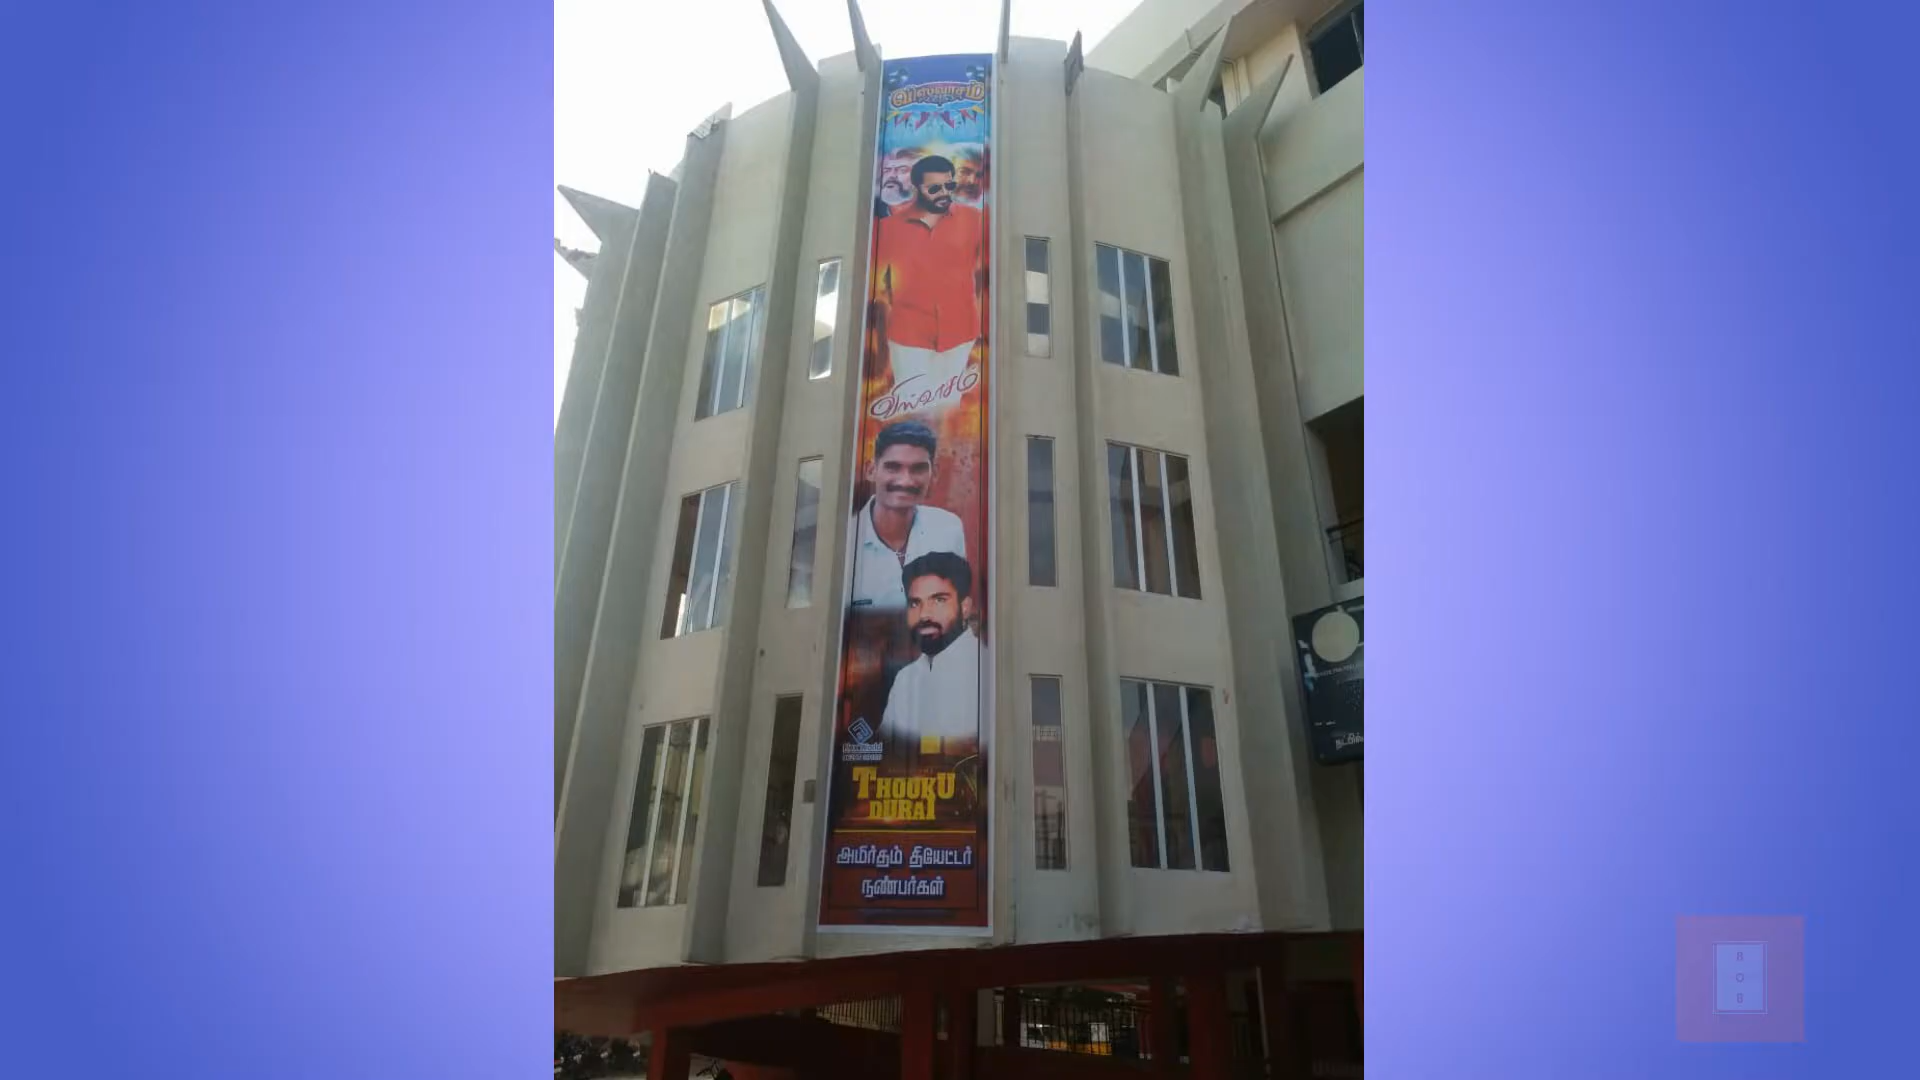 விஸ்வாசம்
விஸ்வாசம்
THOOKU
DURAI
அமிர்தம் தியேட்டர்
நண்பர்கள்
B
O
B